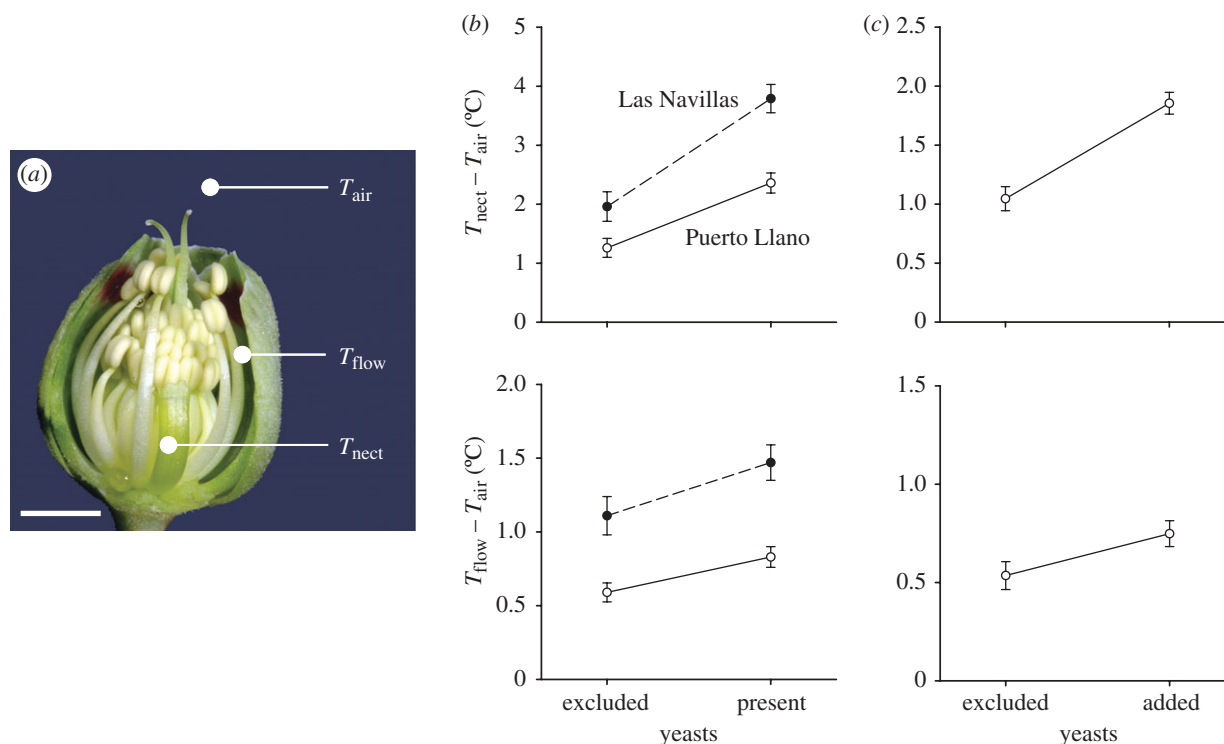 (a)
T_air
T_flow
T_nect
(b)
T_nect – T_air (ºC)
5
4
3
2
1
0
Las Navillas
Puerto Llano
T_flow – T_air (ºC)
2.0
1.5
1.0
0.5
0
excluded present
yeasts
(c)
2.5
2.0
1.5
1.0
0.5
0
1.5
1.0
0.5
0
excluded added
yeasts